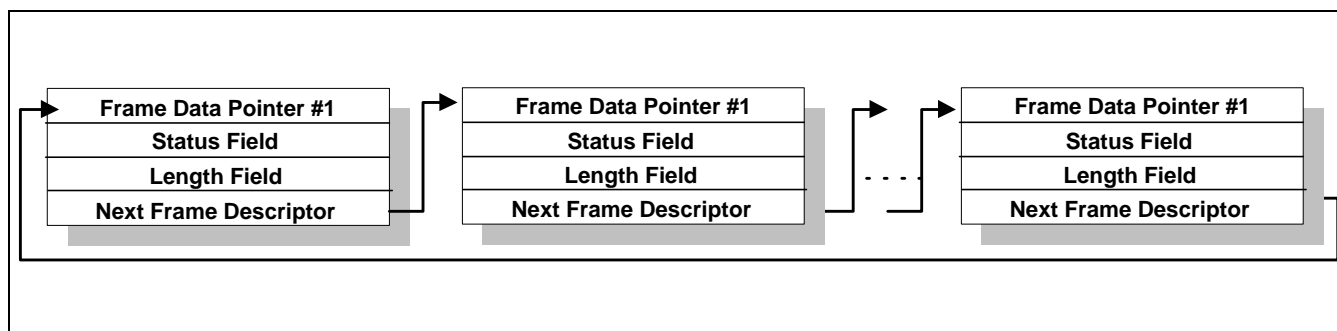 Frame Data Pointer #1
Status Field
Length Field
Next Frame Descriptor
Frame Data Pointer #1
Status Field
Length Field
Next Frame Descriptor
Frame Data Pointer #1
Status Field
Length Field
Next Frame Descriptor